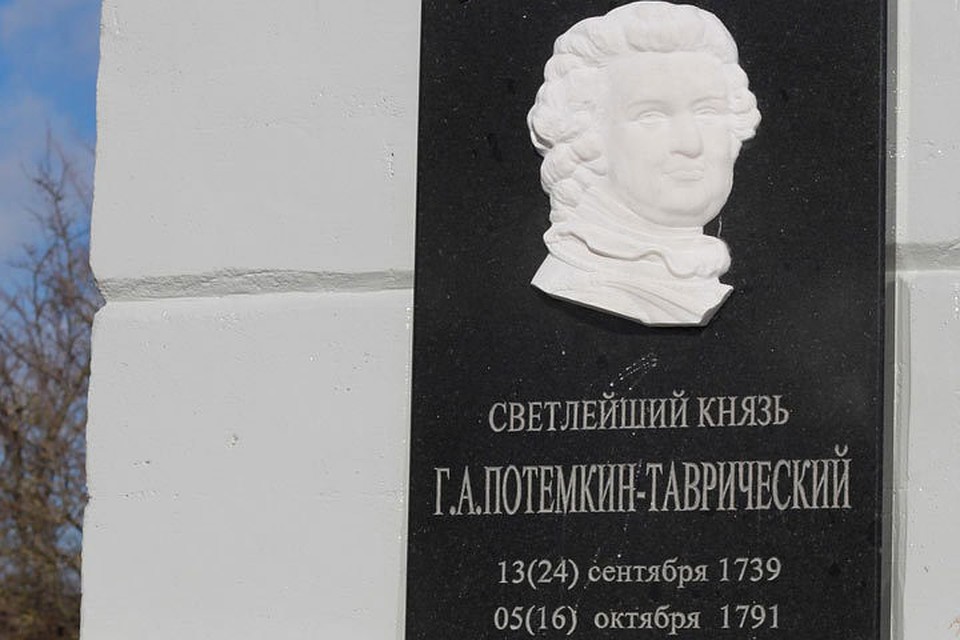 СВЕТЛЕЙШИЙ КНЯЗЬ
Г.А.ПОТЕМКИН-ТАВРИЧЕСКИЙ
13(24) сентября 1739
05(16) октября 1791